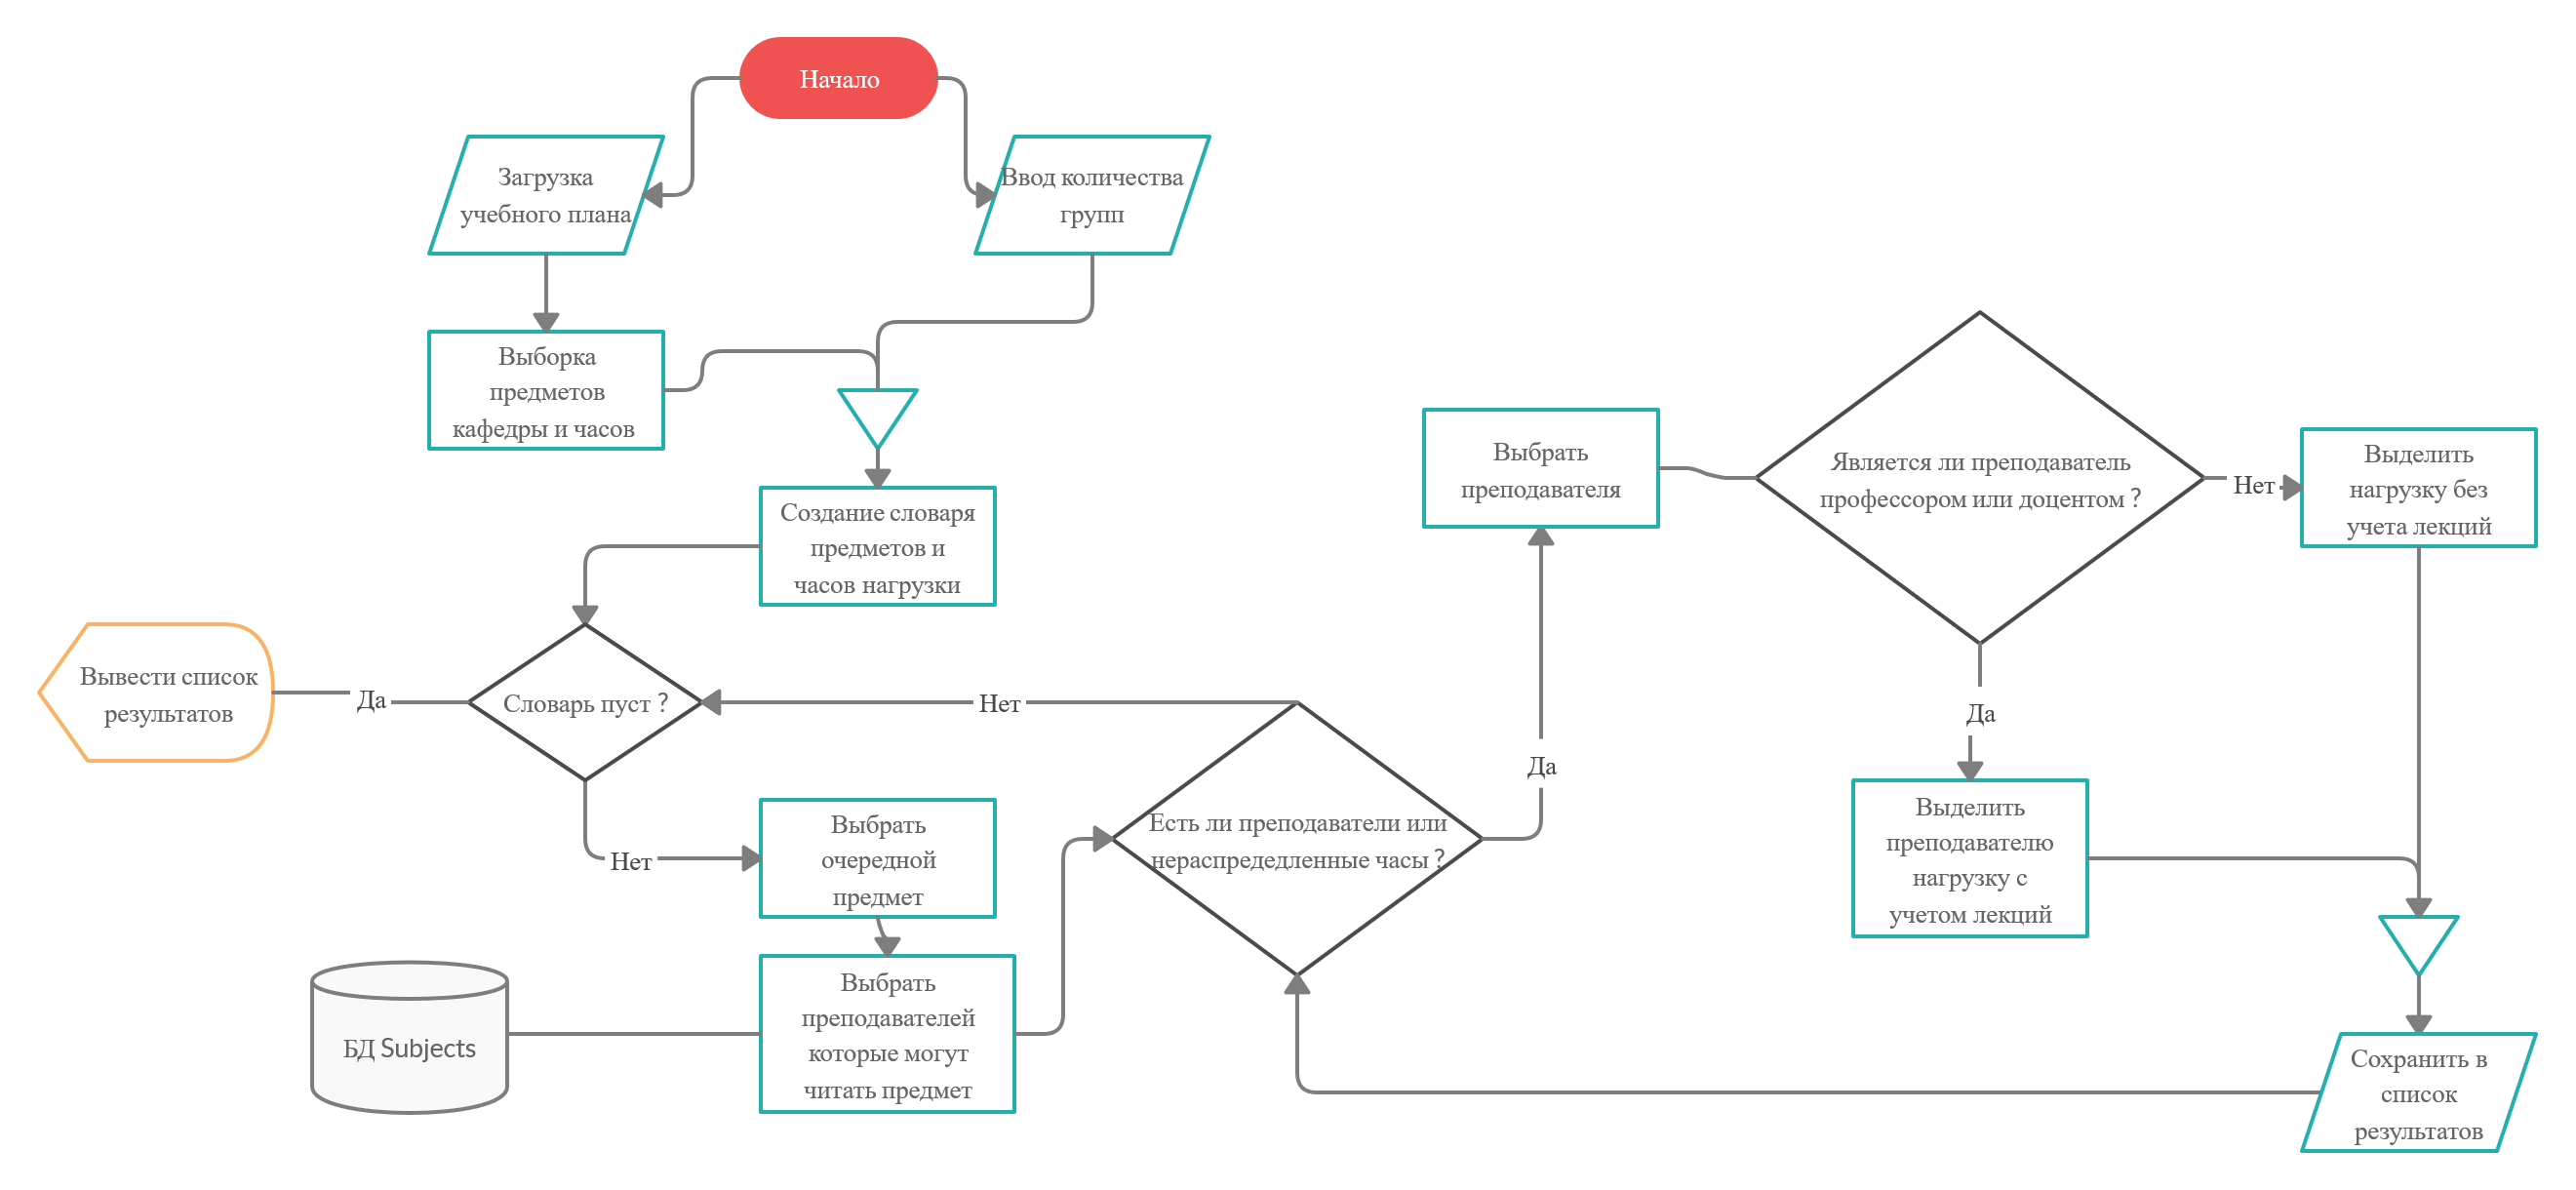 Начало
Загрузка
учебного плана
Ввод количества
групп
Выборка
предметов
кафедры и часов
Создание словаря
предметов и
часов нагрузки
Выбрать
преподавателя
Является ли преподаватель
профессором или доцентом ?
Нет
Выделить
нагрузку без
учета лекций
Вывести список
результатов
Да
Словарь пуст ?
Нет
Да
Да
Нет
Выбрать
очередной
предмет
Есть ли преподаватели или
нераспредедленные часы ?
Выделить
преподавателю
нагрузку с
учетом лекций
БД Subjects
Выбрать
преподавателей
которые могут
читать предмет
Сохранить в
список
результатов